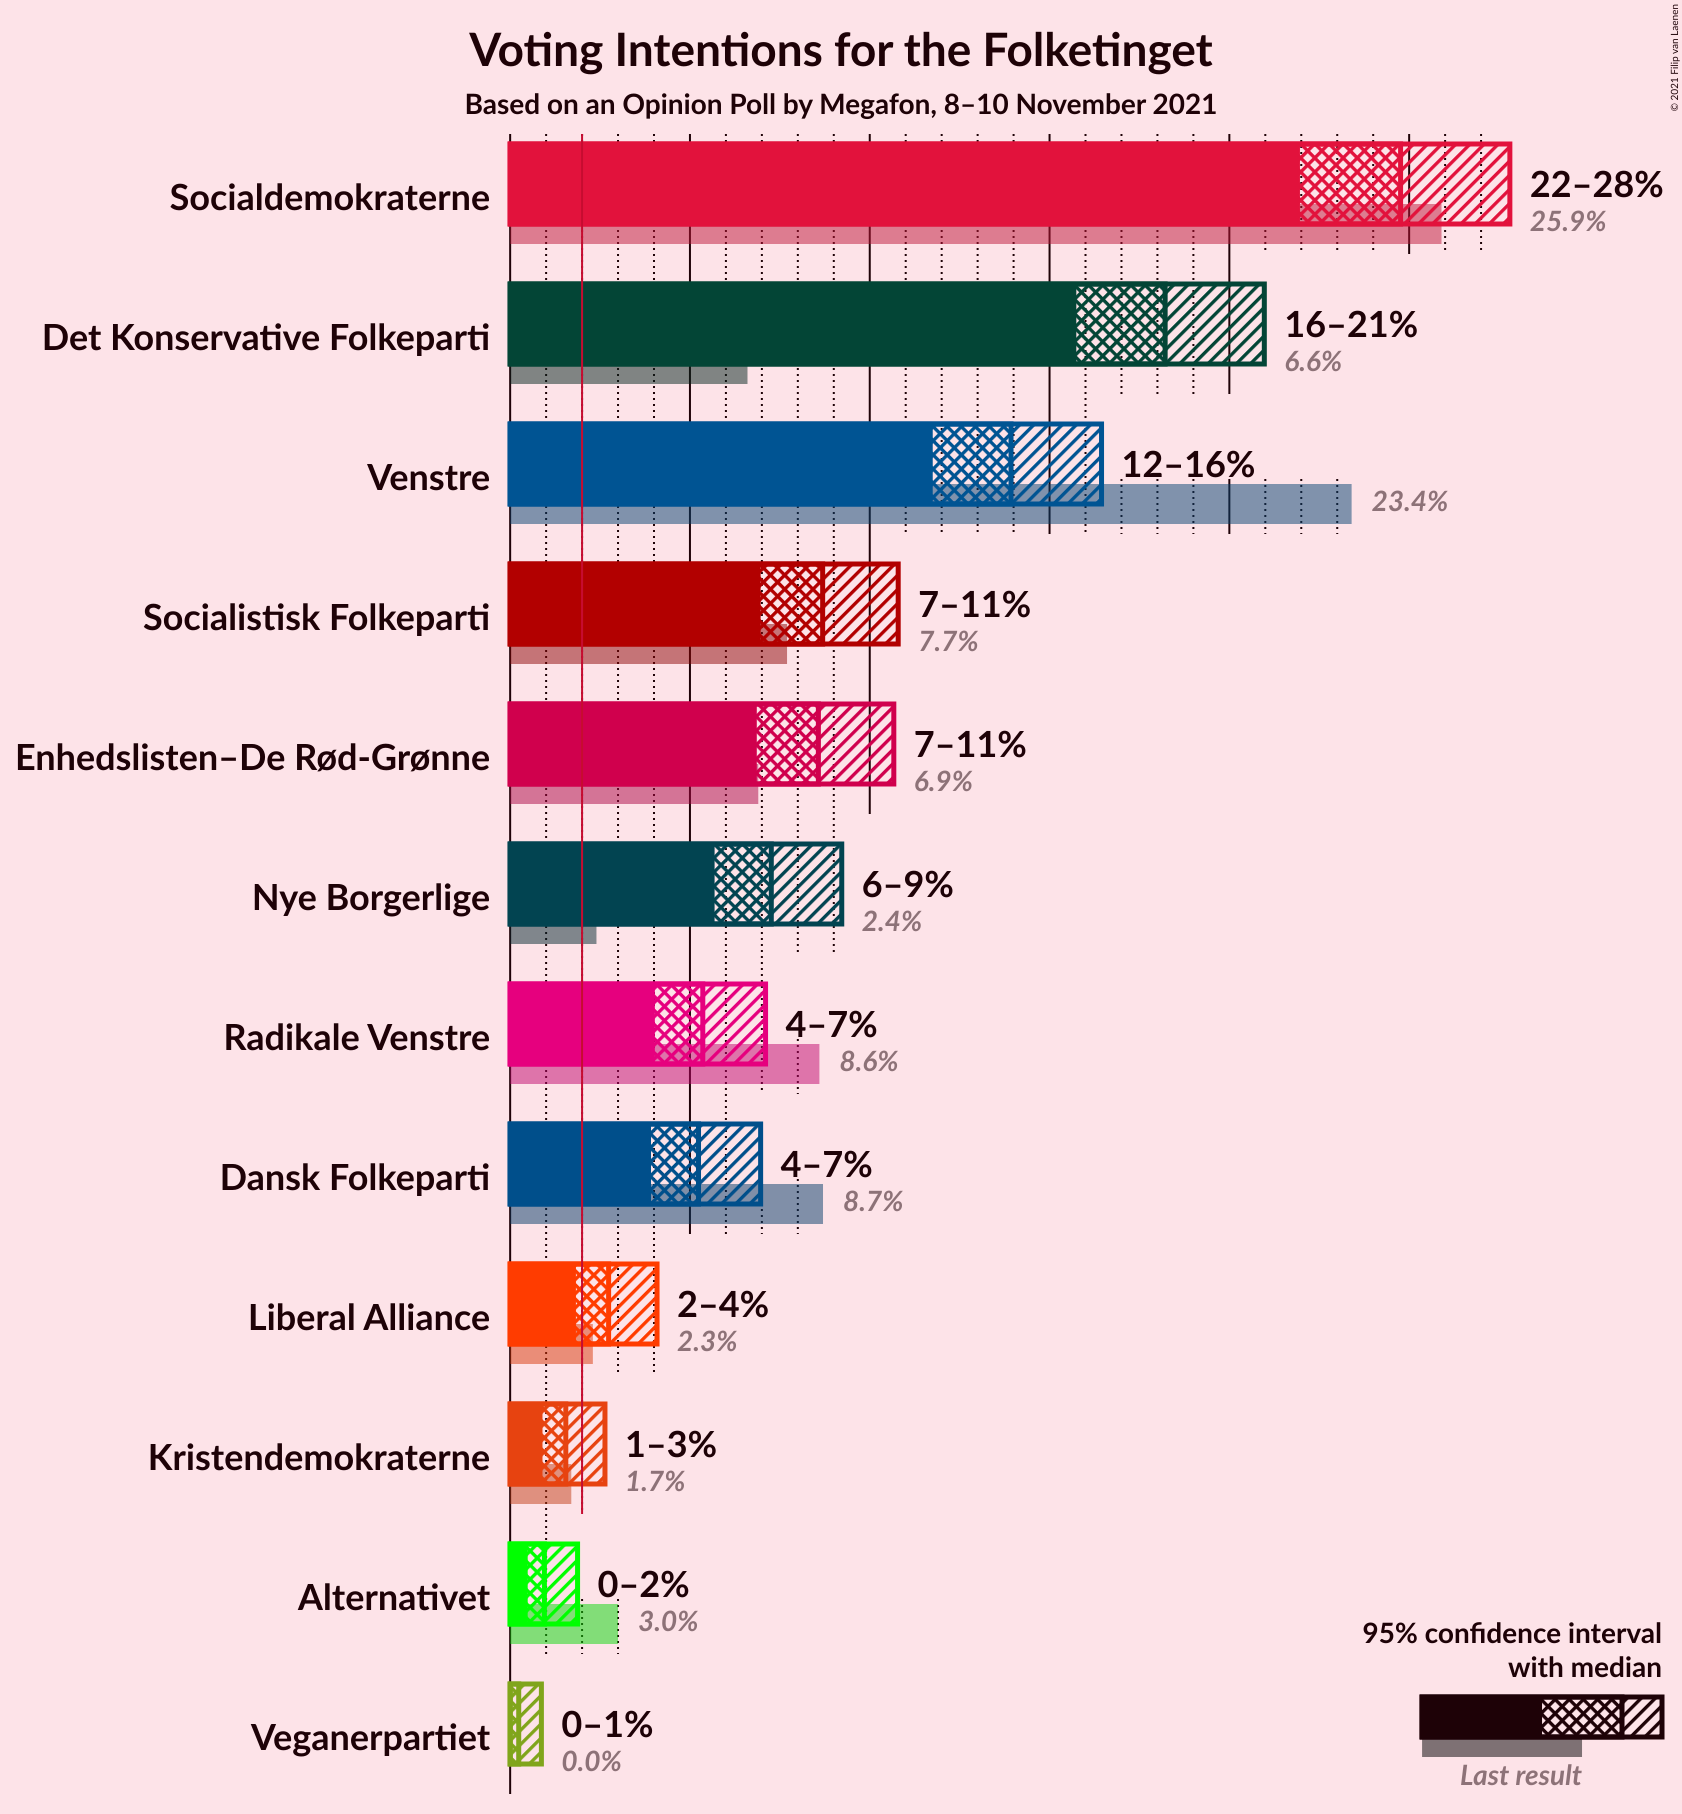 Voting Intentions for the Folketinget
Based on an Opinion Poll by Megafon, 8–10 November 2021
© 2021 Filip van Laenen
Socialdemokraterne
22–28%
25.9%
Det Konservative Folkeparti
16–21%
6.6%
Venstre
12–16%
23.4%
Socialistisk Folkeparti
7–11%
7.7%
Enhedslisten–De Rød-Grønne
7–11%
6.9%
Nye Borgerlige
6–9%
2.4%
Radikale Venstre
4–7%
8.6%
Dansk Folkeparti
4–7%
8.7%
Liberal Alliance
2–4%
2.3%
Kristendemokraterne
1–3%
1.7%
Alternativet
0–2%
3.0%
Veganerpartiet
0–1%
0.0%
95% confidence interval
with median
Last result